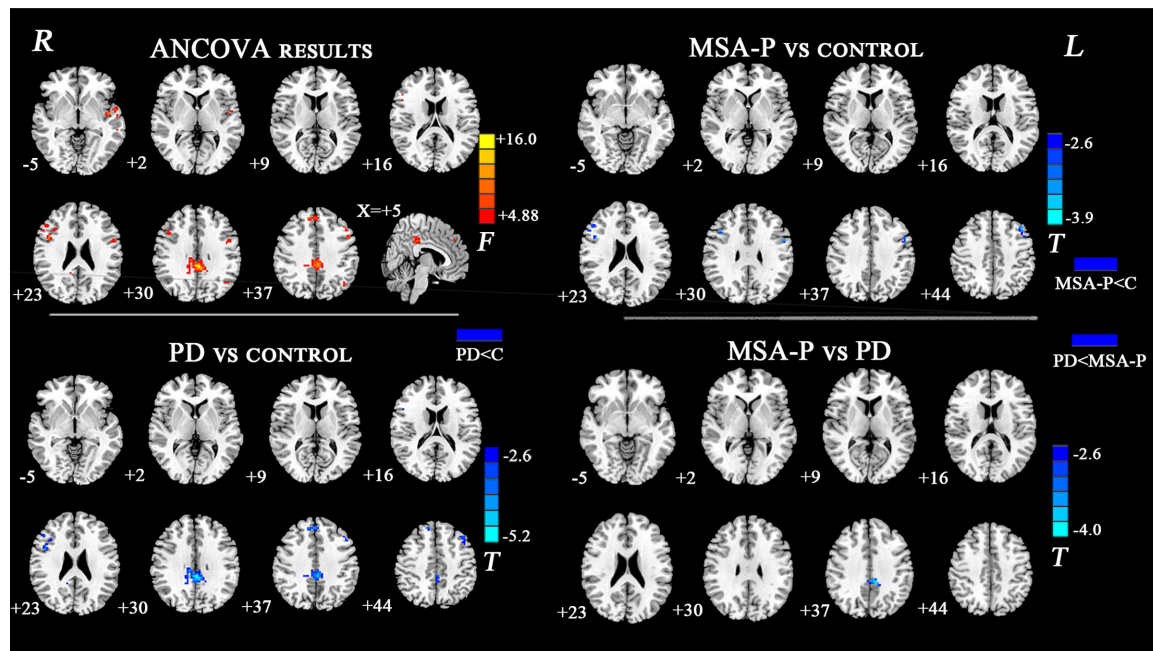 R
ANCOVA RESULTS
-5
+2
+9
+16
+16.0
+4.88
F
X=+5
+23
+30
+37
MSA-P VS CONTROL
L
-5
+2
+9
+16
-2.6
-3.9
T
MSA-P<C
+23
+30
+37
+44
PD VS CONTROL
PD<C
-5
+2
+9
+16
-2.6
-5.2
T
+23
+30
+37
+44
MSA-P VS PD
PD<MSA-P
-5
+2
+9
+16
-2.6
-4.0
T
+23
+30
+37
+44